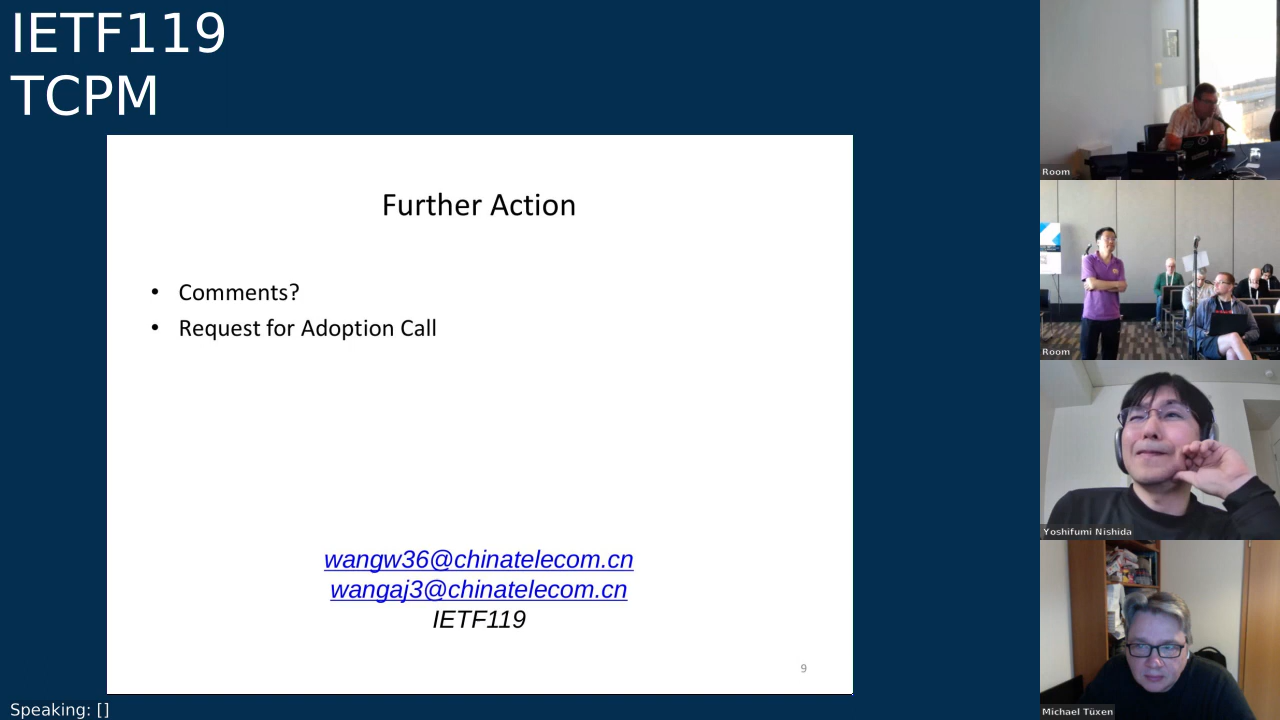 IETF119
TCPM
Further Action
• Comments?
• Request for Adoption Call
wangw36@chinatelecom.cn
wangaj3@chinatelecom.cn
IETF119
9
Speaking: []
Room
Room
Yoshifumi Nishida
Michael Tüxen